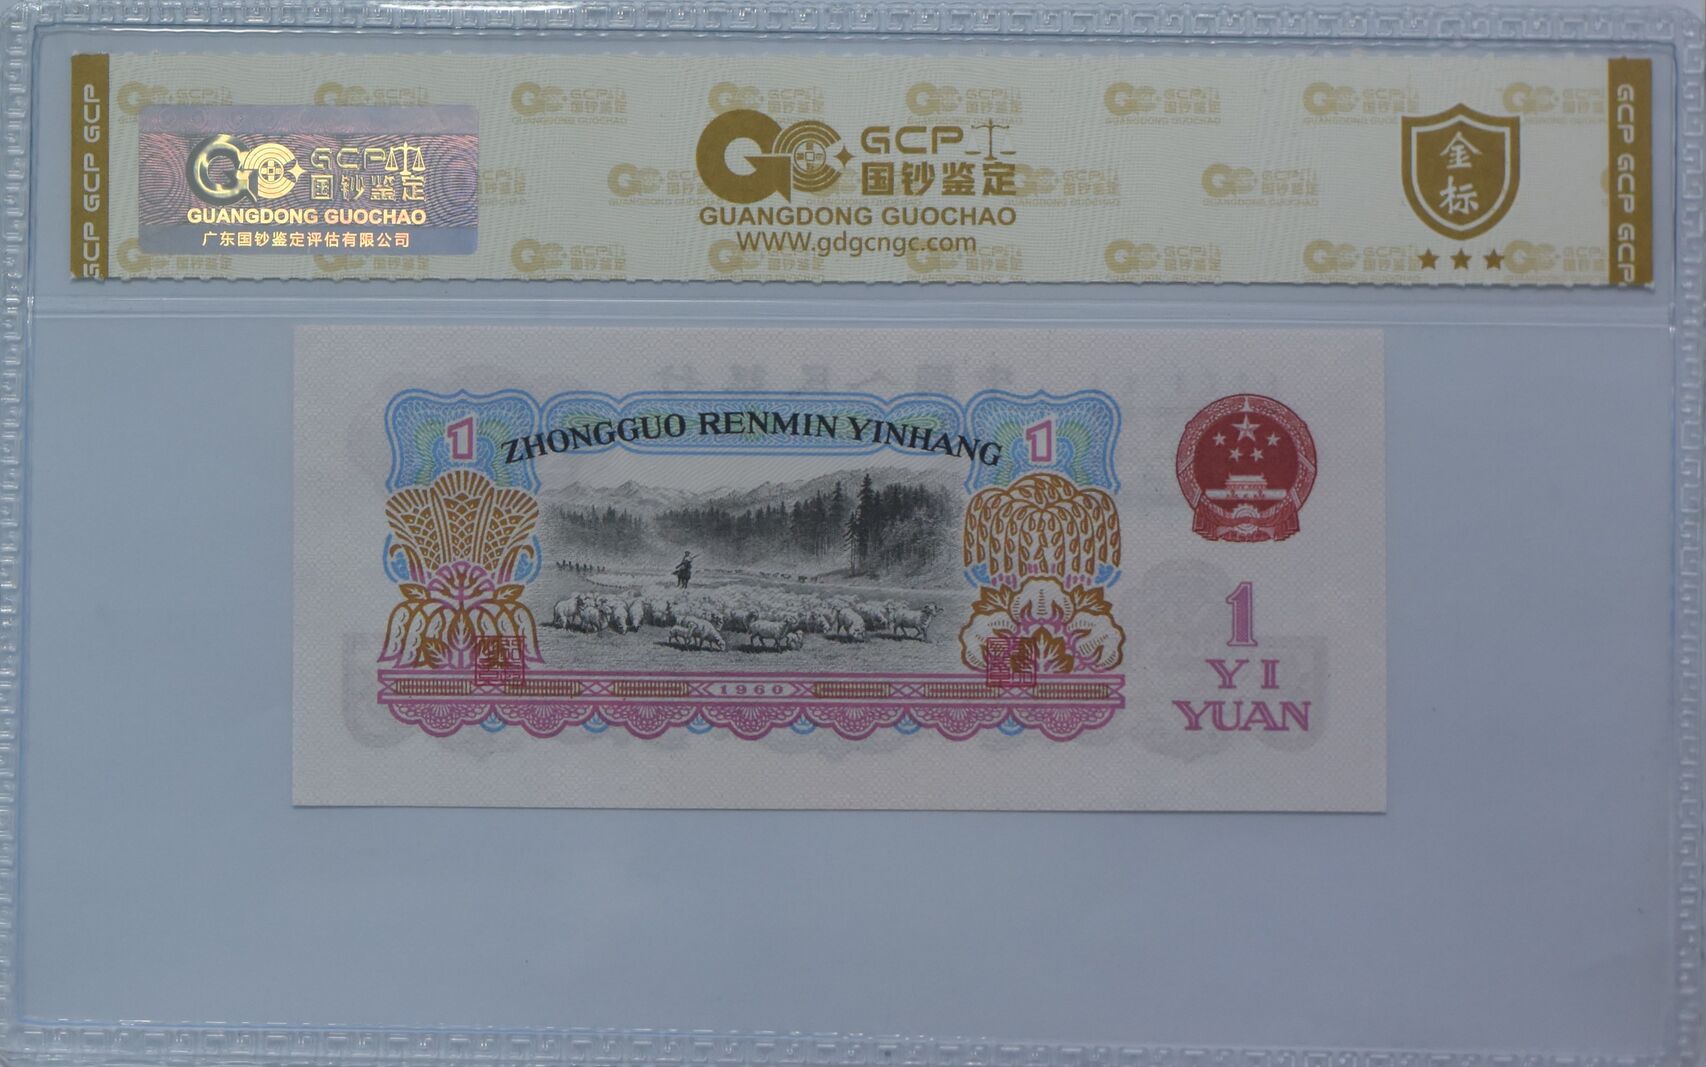 GCP GCP GCP
GCP 国钞鉴定
GUANGDONG GUOCHAO
广东国钞鉴定评估有限公司
GCP
国钞鉴定
GUANGDONG GUOCHAO
WWW.gdgcngc.com
金标
GCP GCP GCP GCP
1
ZHONGGUO RENMIN YINHANG
1
1960
1
YI
YUAN